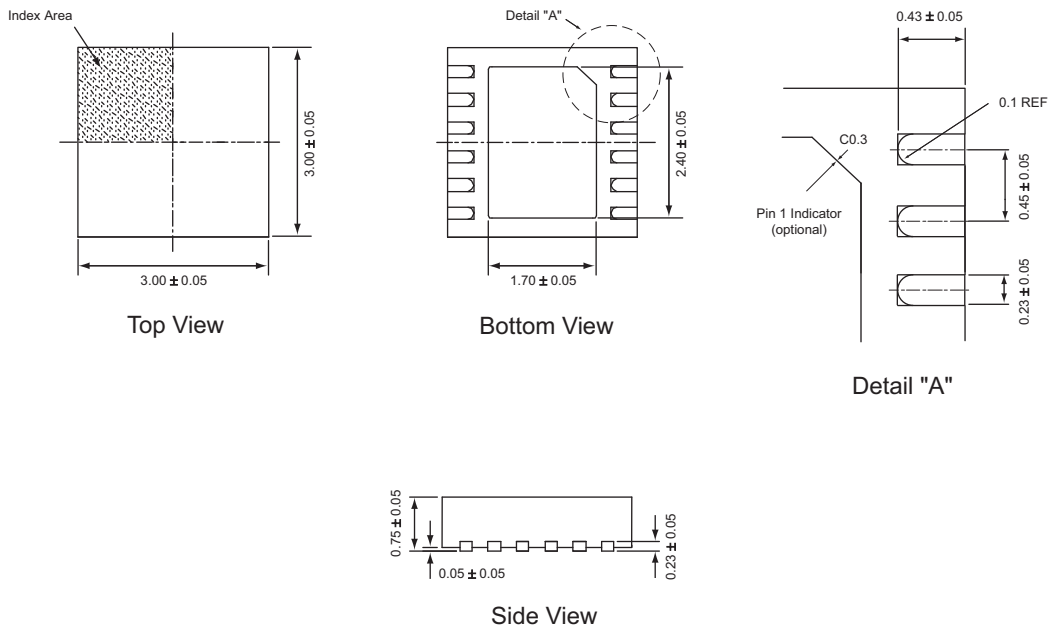 Index Area
3.00 ± 0.05
3.00 ± 0.05
Top View
Detail "A"
2.40 ± 0.05
1.70 ± 0.05
Bottom View
0.43 ± 0.05
0.1 REF
C0.3
0.45 ± 0.05
Pin 1 Indicator
(optional)
0.23 ± 0.05
Detail "A"
0.75 ± 0.05
0.05 ± 0.05
0.23 ± 0.05
Side View